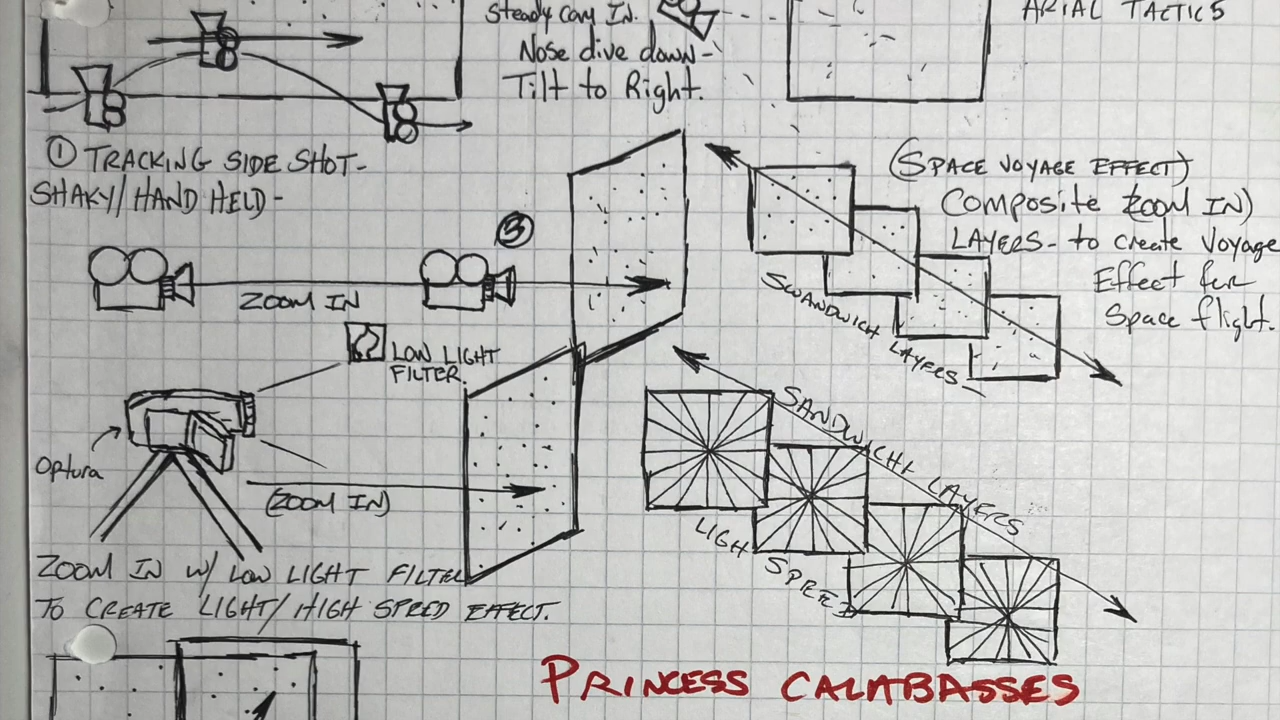 Steady Cam IN.
Nose dive down-
Tilt to Right.
ARIAL TACTICS
① TRACKING SIDE SHOT-
SHAKY/HAND HELD-
③
ZOOM IN
(SPACE VOYAGE EFFECT)
Composite ZOOM IN)
LAYERS- to create Voyage
Effect for
Space flight.
SWANDWICH LAYERS-
LOW LIGHT
FILTER.
Optura
(ZOOM IN)
SANDWICH LAYERS
LIGH SPEED
ZOOM IN W/ LOW LIGHT FILTER
TO CREATE LIGHT/HIGH SPEED EFFECT.
PRINCESS CALABASSES